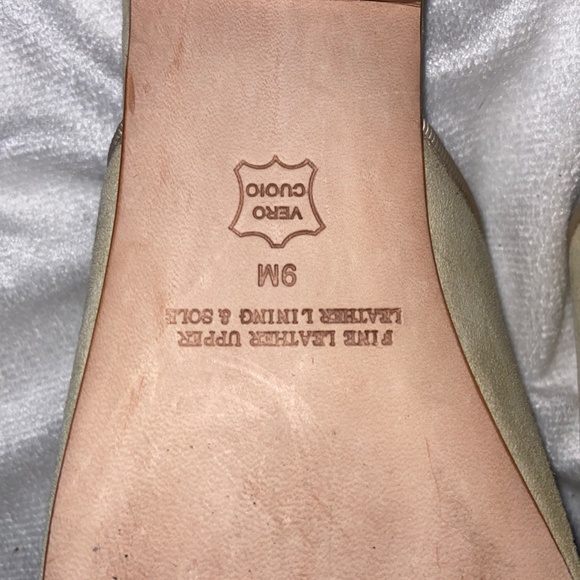 FINE LEATHER UPPER
LEATHER LINING & SOLE
9M
VERO
CUOIO